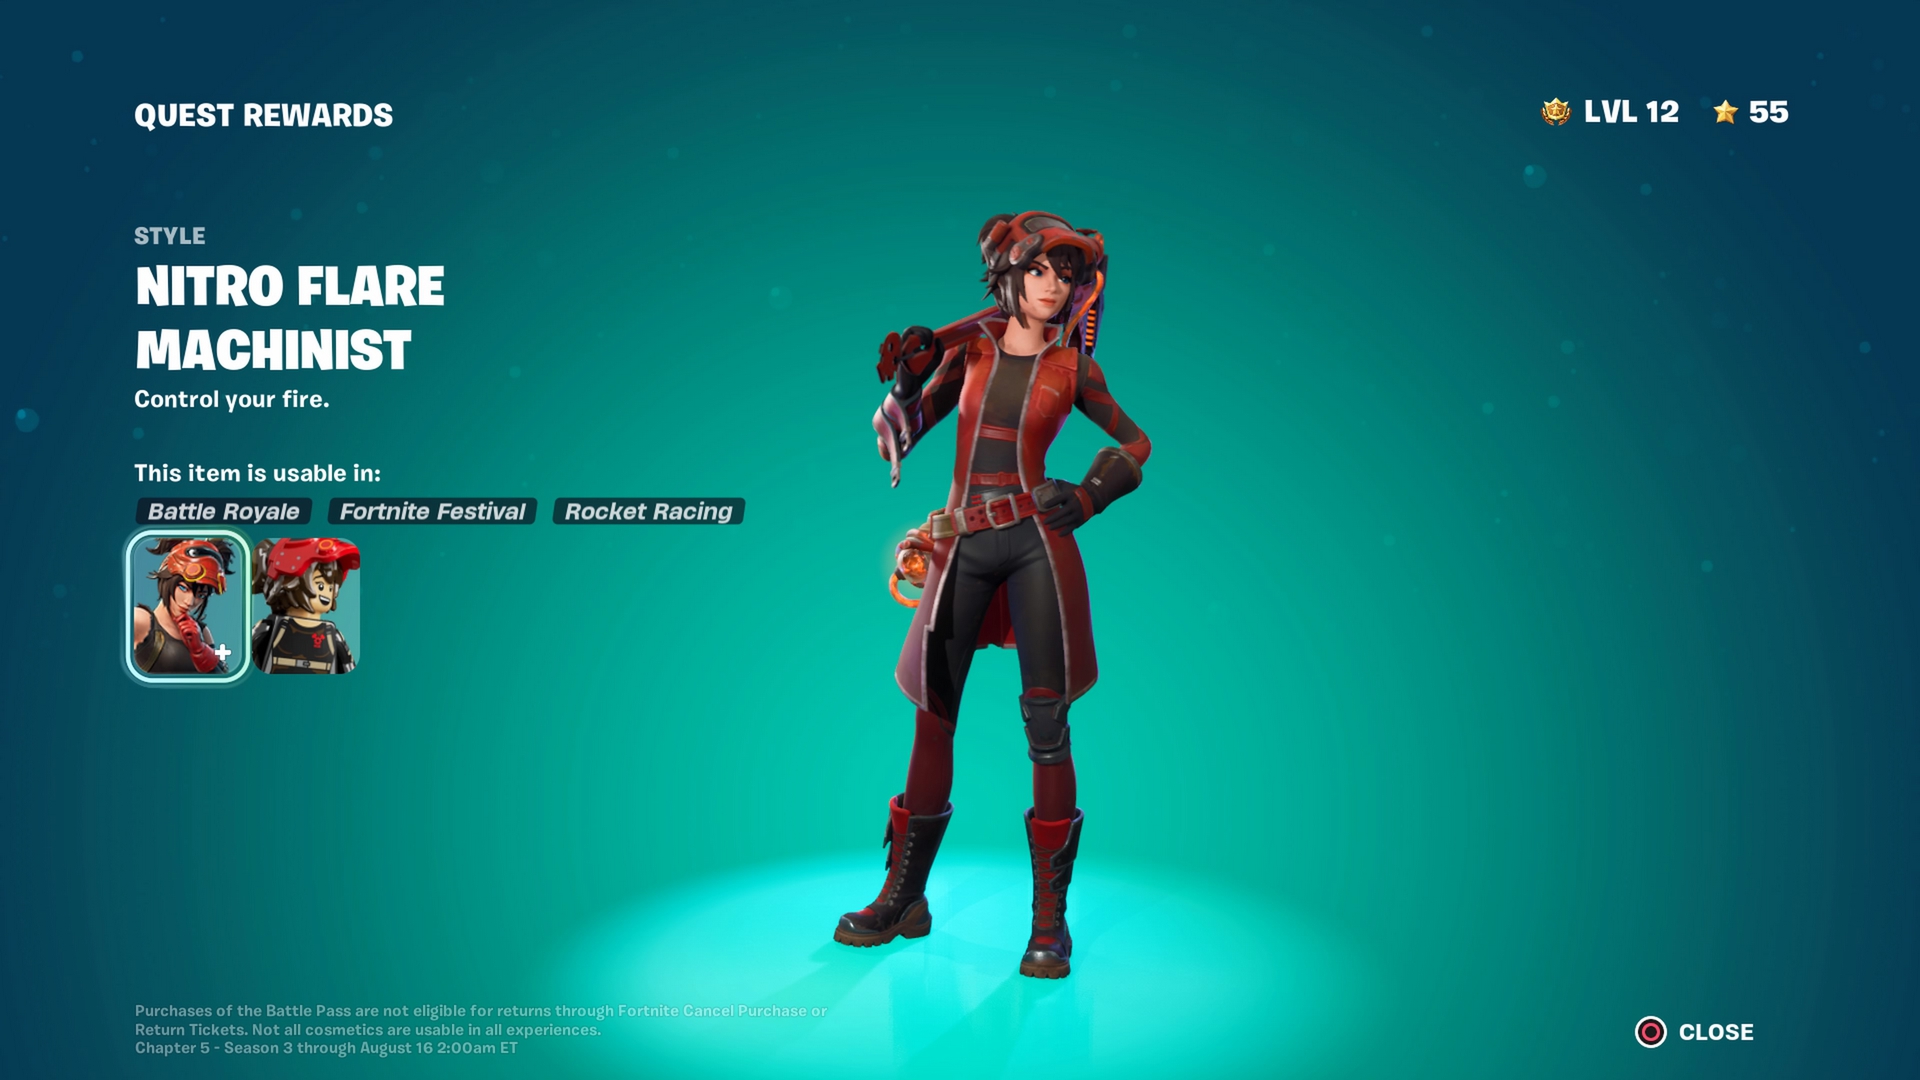 QUEST REWARDS
LVL 12
55
STYLE
NITRO FLARE
MACHINIST
Control your fire.
This item is usable in:
Battle Royale
Fortnite Festival
Rocket Racing
Purchases of the Battle Pass are not eligible for returns through Fortnite Cancel Purchase or
Return Tickets. Not all cosmetics are usable in all experiences.
Chapter 5 - Season 3 through August 16 2:00am ET
CLOSE